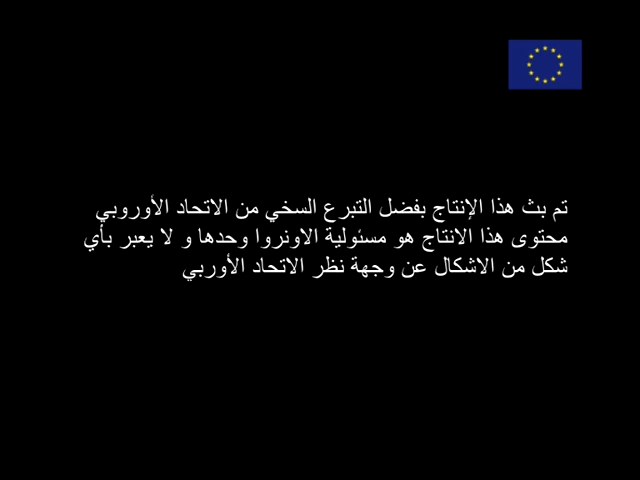 تم بث هذا الإنتاج بفضل التبرع السخي من الاتحاد الأوروبي
محتوى هذا الانتاج هو مسئولية الاونروا وحدها و لا يعبر بأي
شكل من الاشكال عن وجهة نظر الاتحاد الأوربي